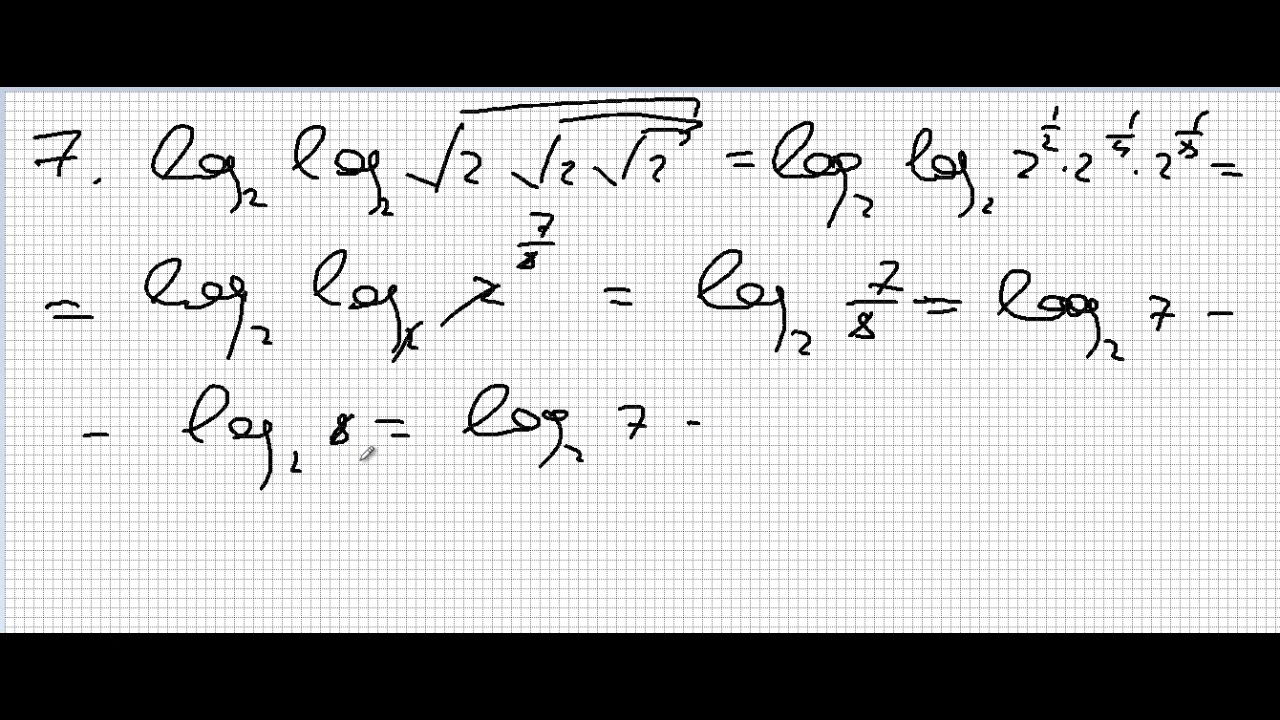 7. log₂ log₂ √(2√(2√2)) = log₂ log₂ 2^(1/2) · 2^(1/4) · 2^(1/8) =
= log₂ log₂ 2^(7/8) = log₂ 7/8 = log₂ 7 -
- log₂ 8 = log₂ 7 -